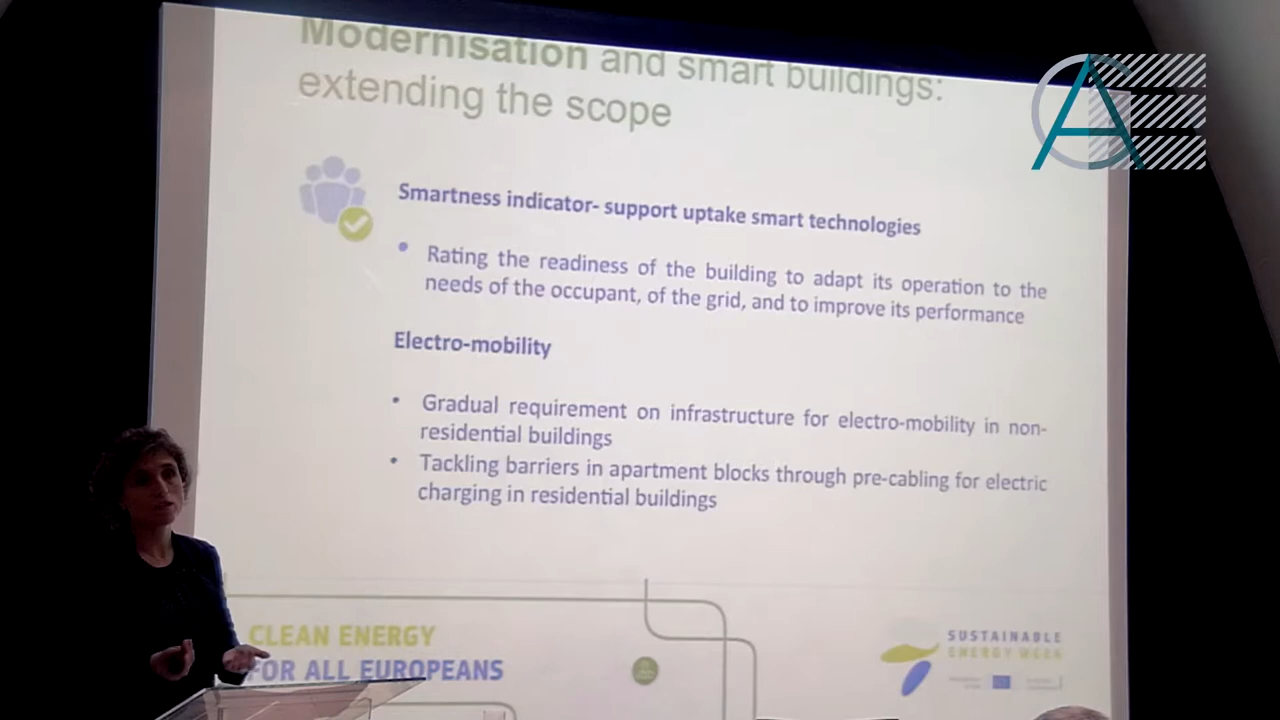 Modernisation and smart buildings:
extending the scope
Smartness indicator- support uptake smart technologies
• Rating the readiness of the building to adapt its operation to the
needs of the occupant, of the grid, and to improve its performance
Electro-mobility
• Gradual requirement on infrastructure for electro-mobility in non-
residential buildings
• Tackling barriers in apartment blocks through pre-cabling for electric
charging in residential buildings
CLEAN ENERGY
FOR ALL EUROPEANS
SUSTAINABLE
ENERGY WEEK